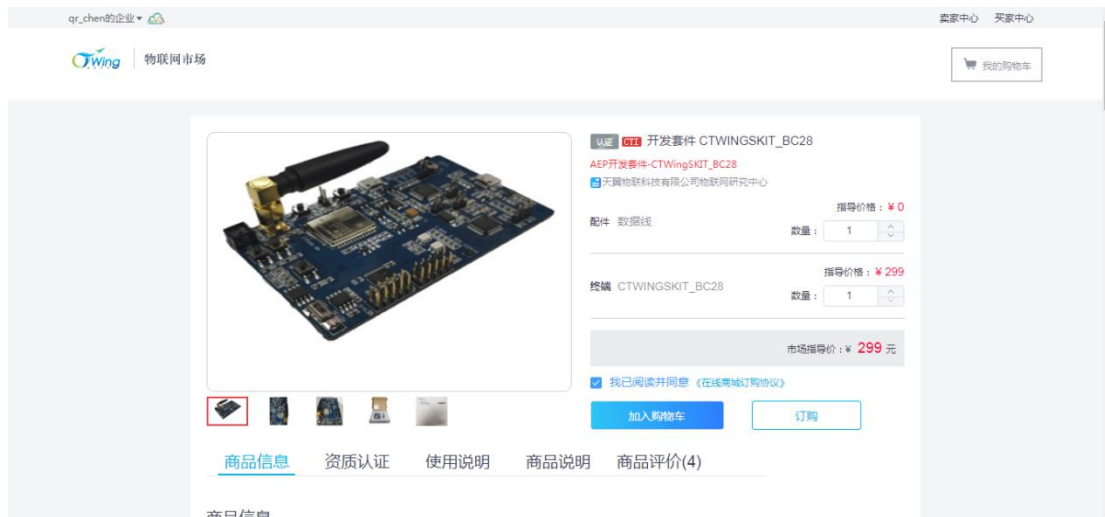 qr_chen的企业
卖家中心 买家中心
CTWing 物联网市场
我的购物车
认证 CTI 开发套件 CTWINGSKIT_BC28
AEP开发套件-CTWingSKIT_BC28
天翼物联科技有限公司物联网研究中心
指导价格：¥ 0
配件 数据线 数量： 1
指导价格：¥ 299
终端 CTWINGSKIT_BC28 数量： 1
市场指导价：¥ 299 元
我已阅读并同意《在线商城订购协议》
加入购物车 订购
商品信息 资质认证 使用说明 商品说明 商品评价(4)
商品信息